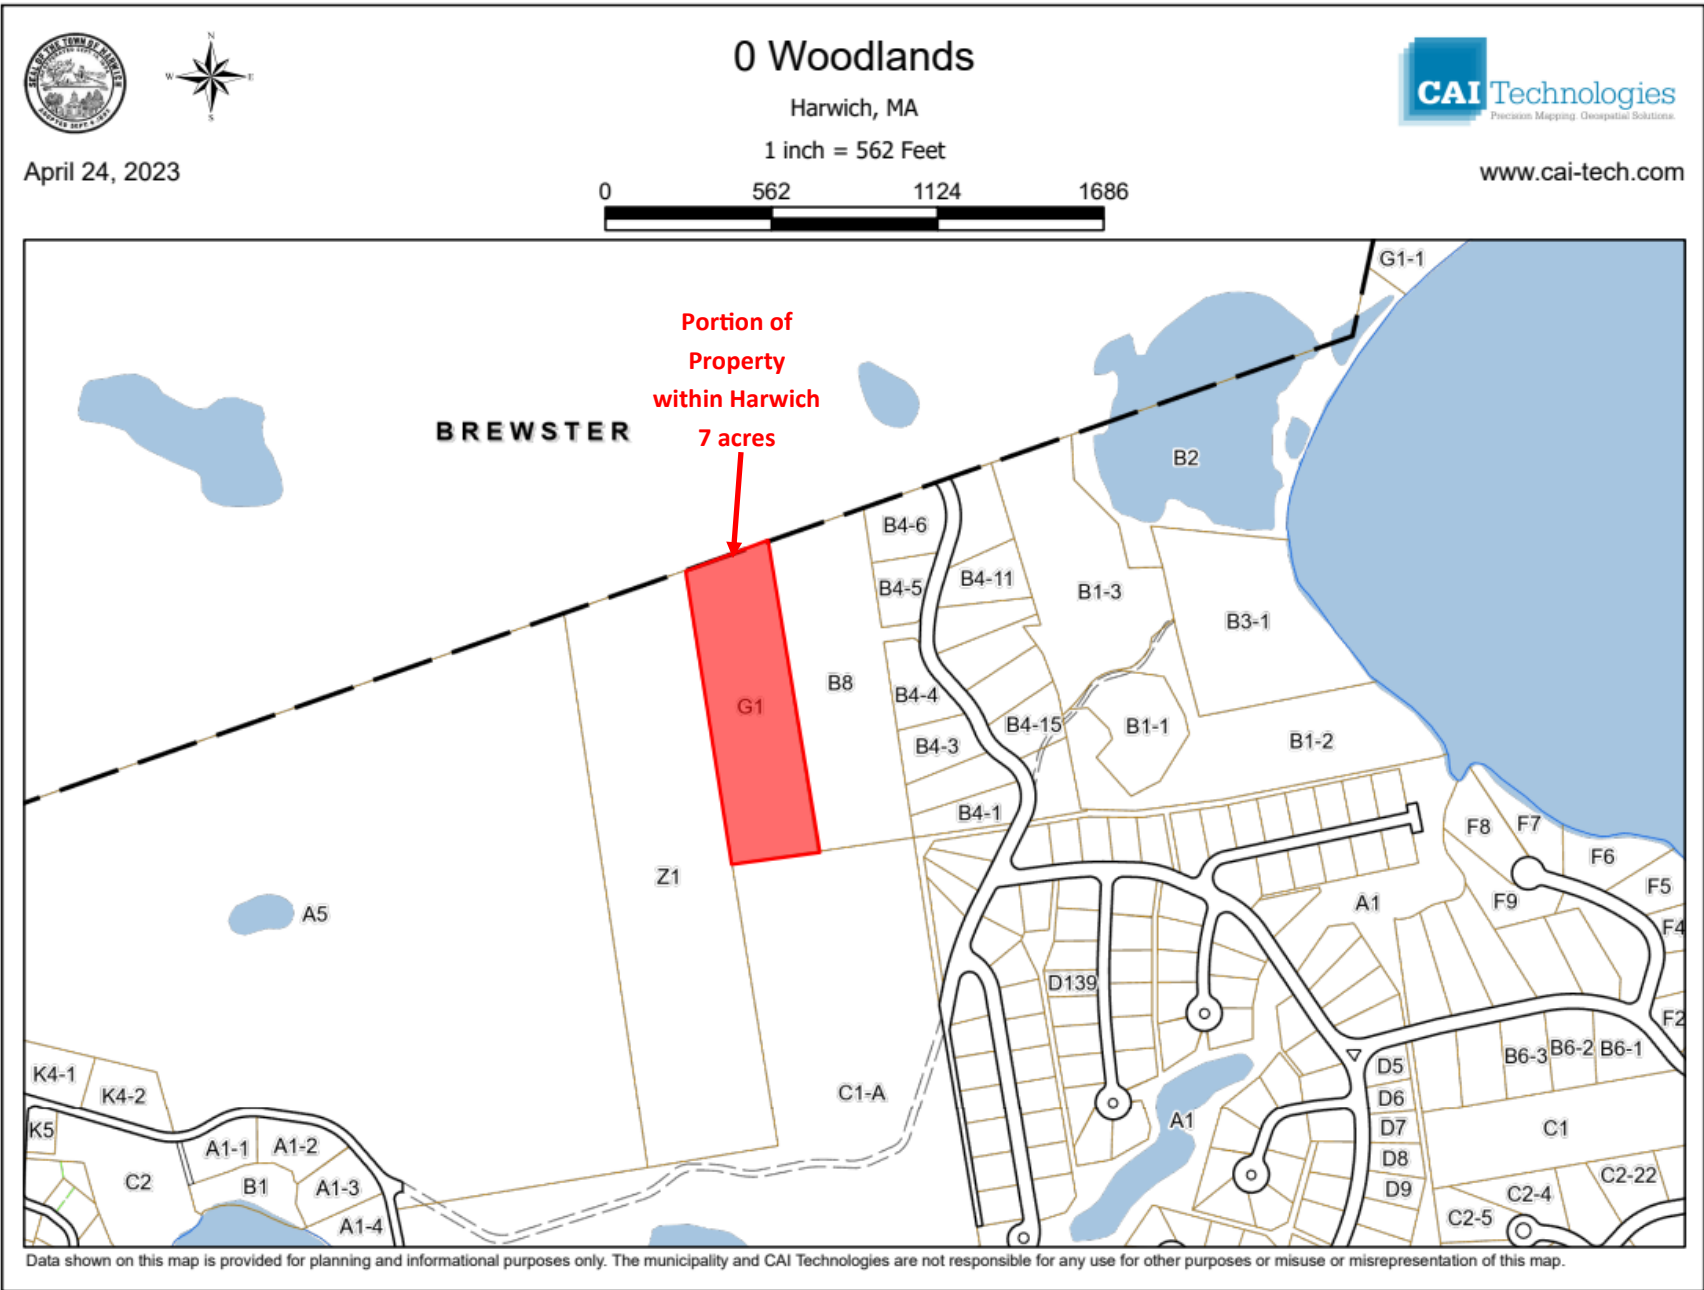 SEAL OF THE TOWN OF HARWICH
N
W
E
S
April 24, 2023
0 Woodlands
Harwich, MA
1 inch = 562 Feet
0 562 1124 1686
CAI Technologies
Precision Mapping. Geospatial Solutions.
www.cai-tech.com
G1-1
Portion of
Property
within Harwich
7 acres
BREWSTER
B2
B4-6
B4-5
B4-11
B1-3
B3-1
G1
B8
B4-4
B4-15
B1-1
B4-3
B1-2
B4-1
F8
F7
F6
Z1
F5
A5
A1
F9
F4
D139
F2
B6-3
B6-2
B6-1
K4-1
K4-2
C1-A
D5
D6
K5
A1
D7
C1
A1-1
A1-2
D8
C2
B1
A1-3
D9
C2-4
C2-22
A1-4
C2-5
Data shown on this map is provided for planning and informational purposes only. The municipality and CAI Technologies are not responsible for any use for other purposes or misuse or misrepresentation of this map.